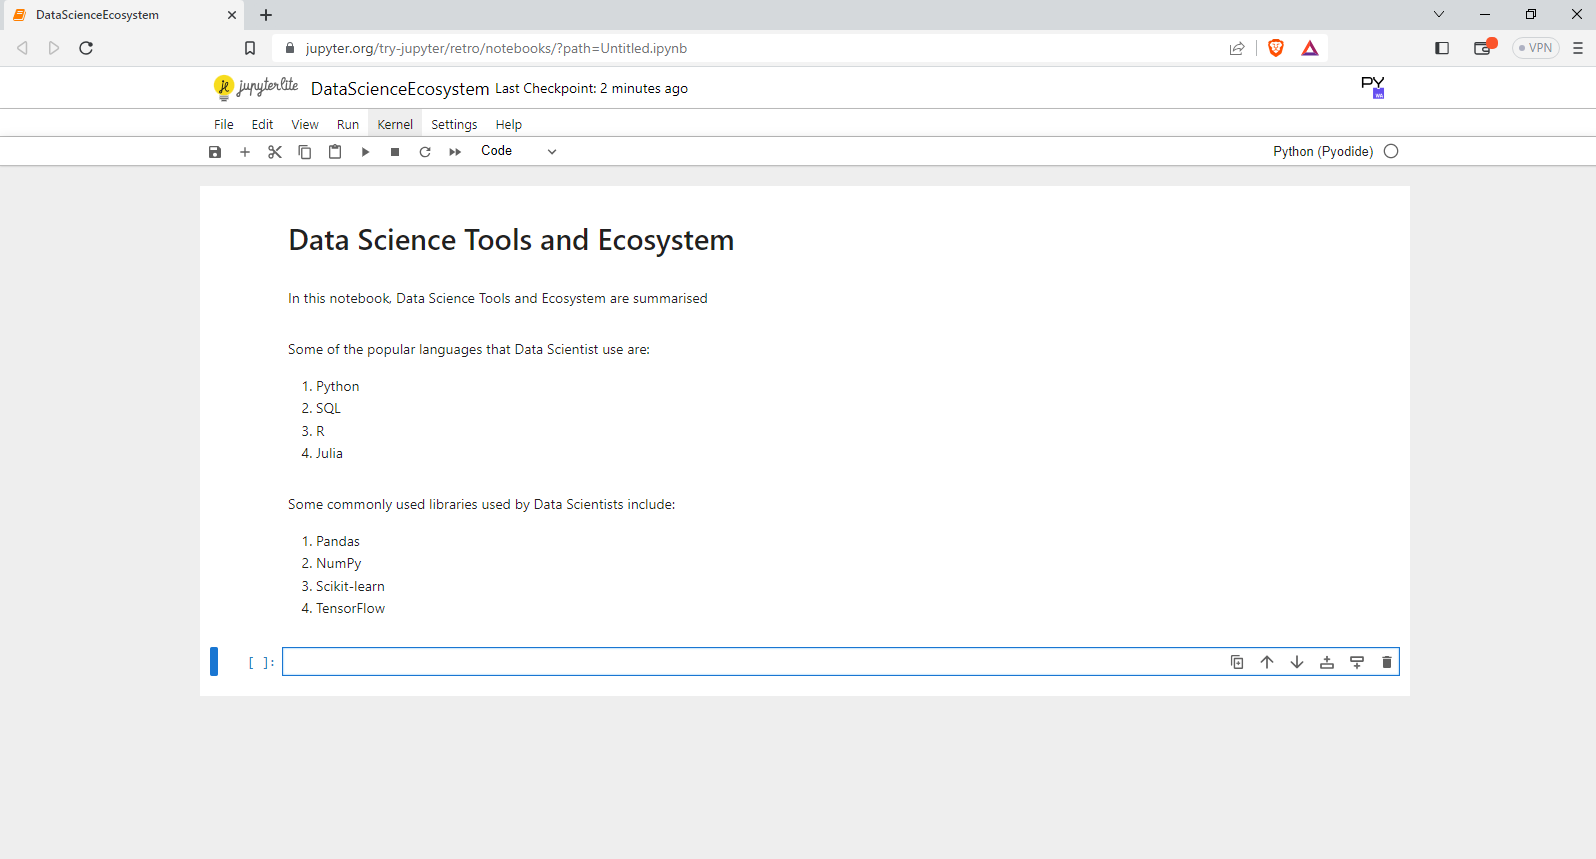 DataScienceEcosystem
jupyter.org/try-jupyter/retro/notebooks/?path=Untitled.ipynb
VPN
jupyterlite DataScienceEcosystem Last Checkpoint: 2 minutes ago
PY
File Edit View Run Kernel Settings Help
Code
Python (Pyodide)
Data Science Tools and Ecosystem
In this notebook, Data Science Tools and Ecosystem are summarised
Some of the popular languages that Data Scientist use are:
1. Python
2. SQL
3. R
4. Julia
Some commonly used libraries used by Data Scientists include:
1. Pandas
2. NumPy
3. Scikit-learn
4. TensorFlow
[ ]: